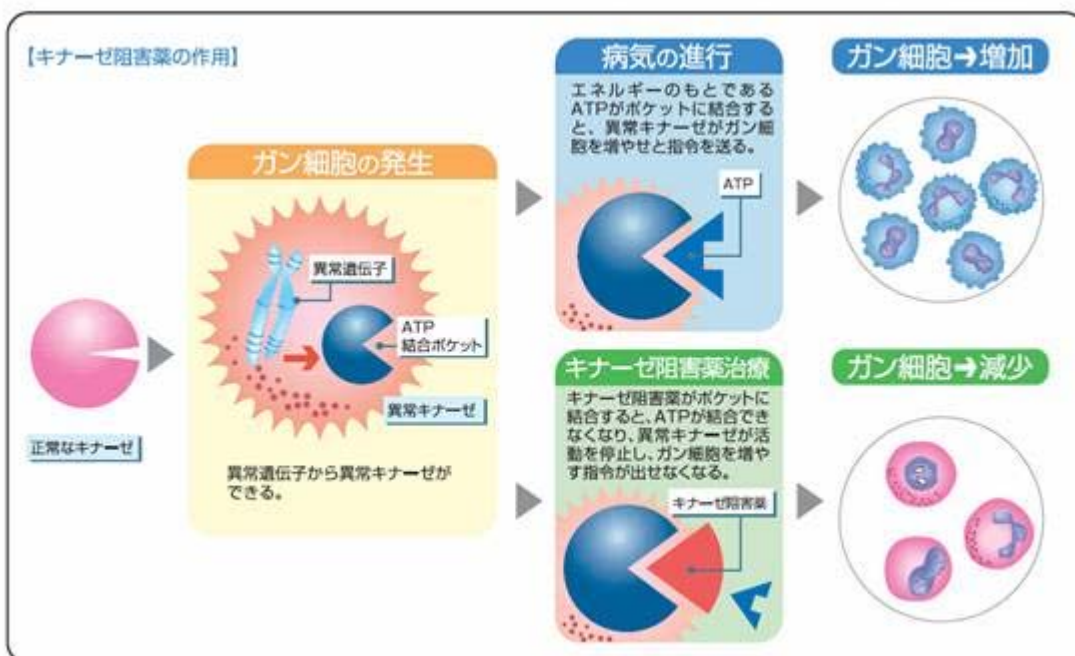 【キナーゼ阻害薬の作用】
正常なキナーゼ
ガン細胞の発生
異常遺伝子
ATP
結合ポケット
異常キナーゼ
異常遺伝子から異常キナーゼが
できる。
病気の進行
エネルギーのもとである
ATPがポケットに結合する
と、異常キナーゼがガン細
胞を増やせと指令を送る。
ATP
ガン細胞→増加
キナーゼ阻害薬治療
キナーゼ阻害薬がポケットに
結合すると、ATPが結合でき
なくなり、異常キナーゼが活
動を停止し、ガン細胞を増や
す指令が出せなくなる。
キナーゼ阻害薬
ガン細胞→減少